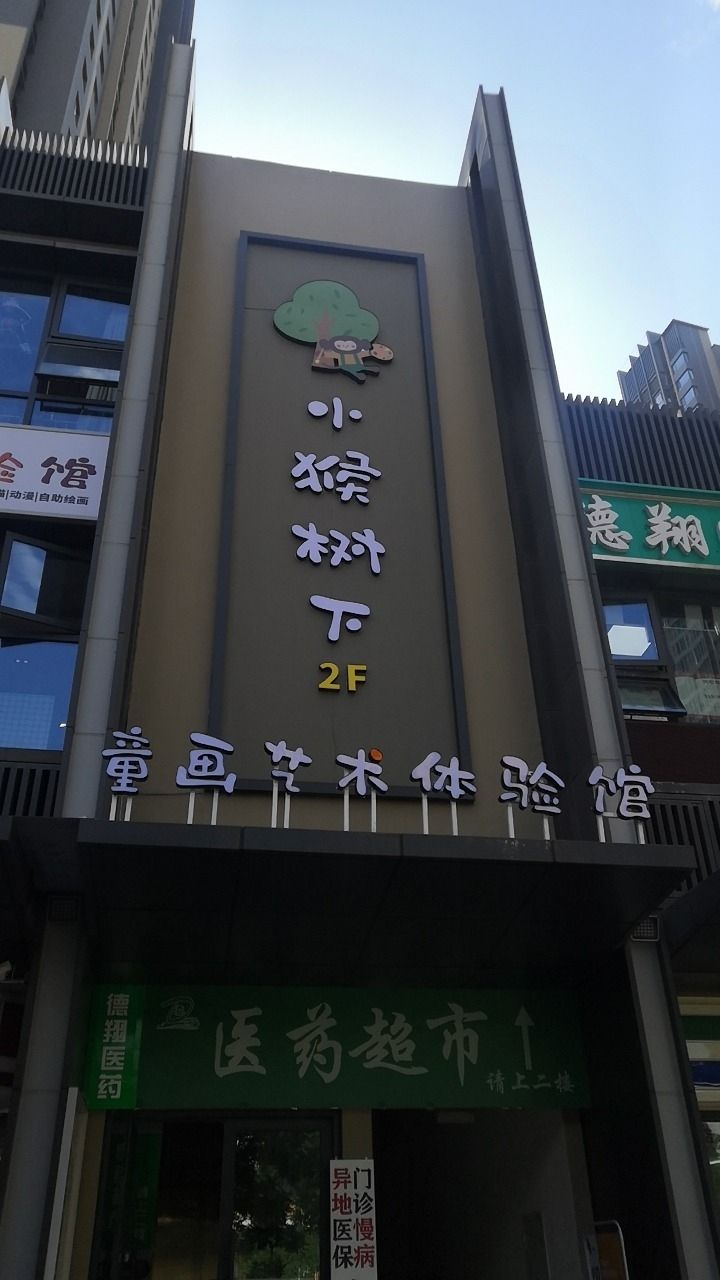 小猴树下
2F
童画艺术体验馆
验馆
动漫|自助绘画
德翔
德翔医药
医药超市
请上二楼
异地医保
门诊慢病